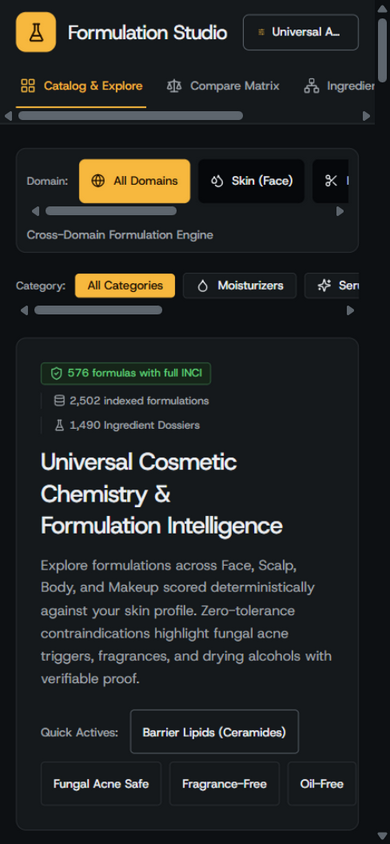 Formulation Studio
Universal A...
Catalog & Explore
Compare Matrix
Ingredier
Domain:
All Domains
Skin (Face)
Cross-Domain Formulation Engine
Category:
All Categories
Moisturizers
Seru
576 formulas with full INCI
2,502 indexed formulations
1,490 Ingredient Dossiers
Universal Cosmetic
Chemistry &
Formulation Intelligence
Explore formulations across Face, Scalp,
Body, and Makeup scored deterministically
against your skin profile. Zero-tolerance
contraindications highlight fungal acne
triggers, fragrances, and drying alcohols with
verifiable proof.
Quick Actives:
Barrier Lipids (Ceramides)
Fungal Acne Safe
Fragrance-Free
Oil-Free